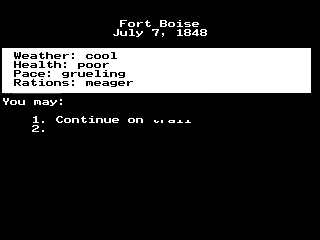 Fort Boise
July 7, 1848
Weather: cool
Health: poor
Pace: grueling
Rations: meager
You may:
1. Continue on trail
2.